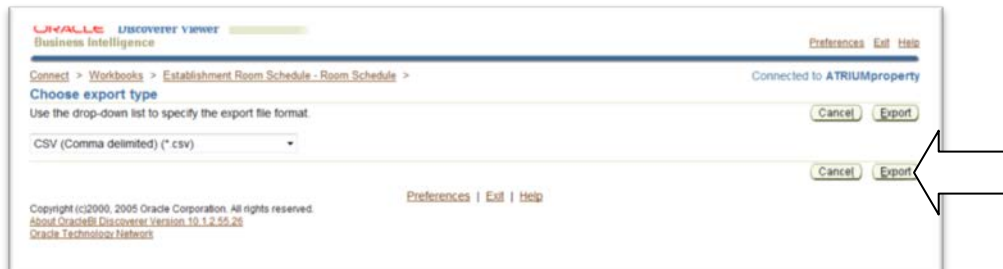 ORACLE Discoverer Viewer
Business Intelligence
Preferences Exit Help
Connect > Workbooks > Establishment Room Schedule - Room Schedule >
Connected to ATRIUMproperty
Choose export type
Use the drop-down list to specify the export file format.
Cancel Export
CSV (Comma delimited) (*.csv)
Cancel Export
Preferences | Exit | Help
Copyright (c)2000, 2005 Oracle Corporation. All rights reserved.
About OracleBI Discoverer Version 10.1.2.55.26
Oracle Technology Network